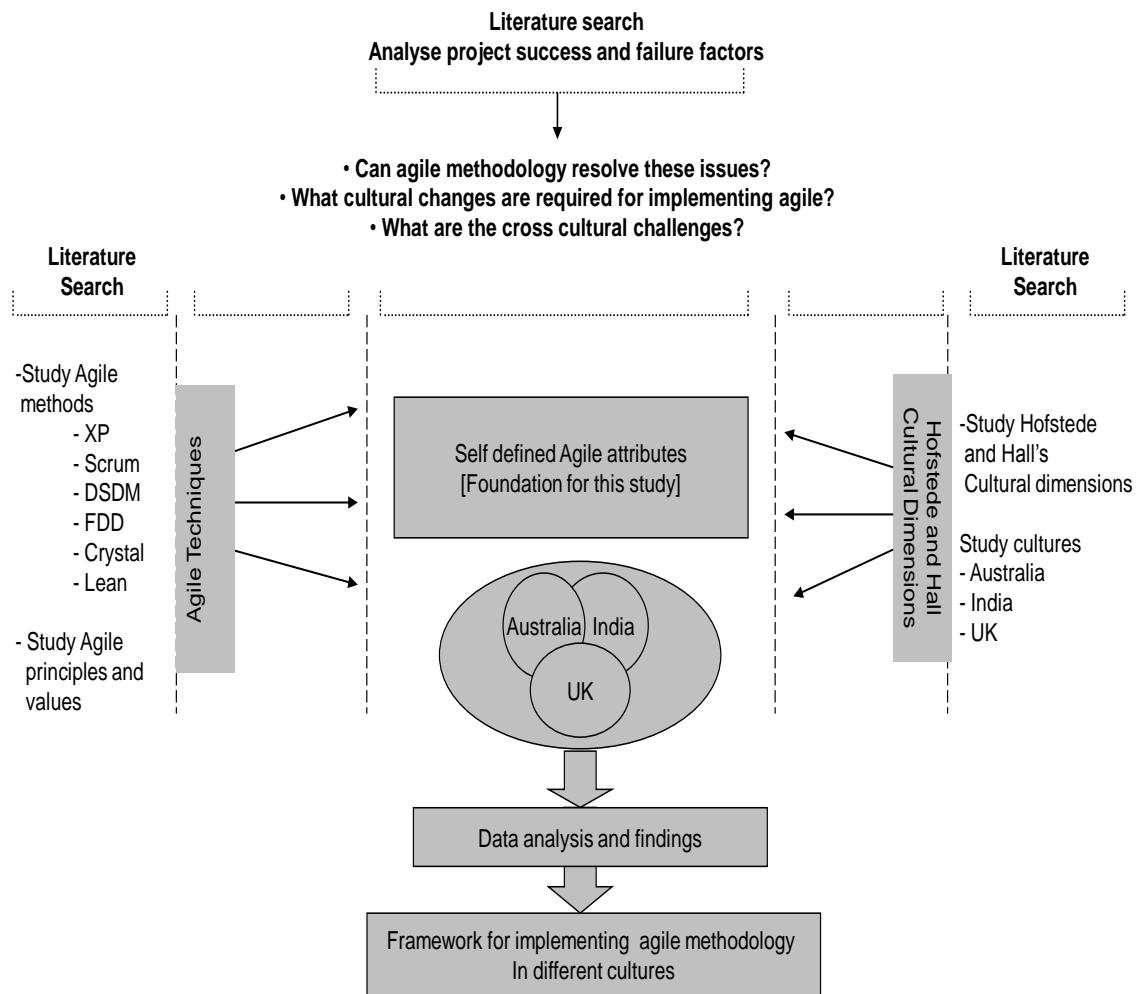 Literature search
Analyse project success and failure factors
• Can agile methodology resolve these issues?
• What cultural changes are required for implementing agile?
• What are the cross cultural challenges?
Literature
Search
-Study Agile
methods
- XP
- Scrum
- DSDM
- FDD
- Crystal
- Lean
- Study Agile
principles and
values
Agile Techniques
Self defined Agile attributes
[Foundation for this study]
Australia
India
UK
Hofstede and Hall
Cultural Dimensions
Literature
Search
-Study Hofstede
and Hall's
Cultural dimensions
Study cultures
- Australia
- India
- UK
Data analysis and findings
Framework for implementing agile methodology
In different cultures